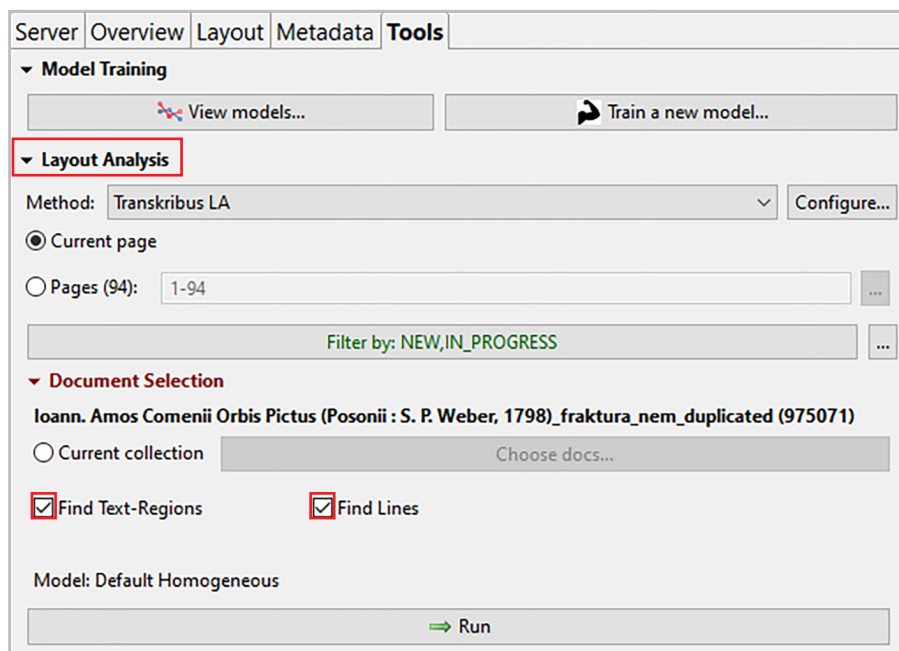 Server Overview Layout Metadata Tools
Model Training
View models... Train a new model...
Layout Analysis
Method: Transkribus LA Configure...
Current page
Pages (94): 1-94 ...
Filter by: NEW,IN_PROGRESS ...
Document Selection
Ioann. Amos Comenii Orbis Pictus (Posonii : S. P. Weber, 1798)_fraktura_nem_duplicated (975071)
Current collection Choose docs...
Find Text-Regions Find Lines
Model: Default Homogeneous
Run